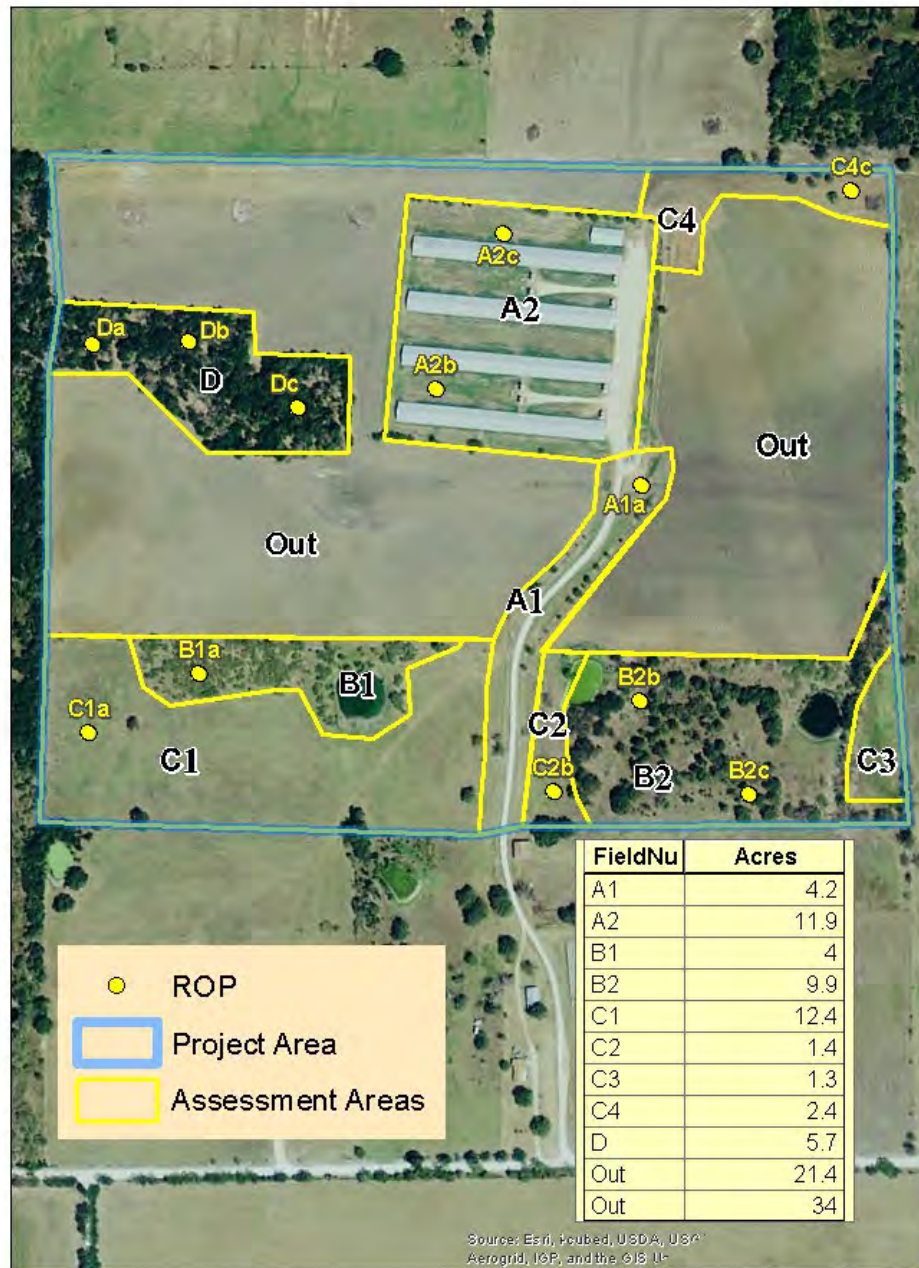 C4c
C4
A2c
A2
Da
Db
D
Dc
A2b
Out
A1a
Out
A1
B1a
B1
B2b
C1a
C2
C1
C2b
B2
B2c
C3
FieldNu Acres
A1 4.2
A2 11.9
B1 4
B2 9.9
C1 12.4
C2 1.4
C3 1.3
C4 2.4
D 5.7
Out 21.4
Out 34
ROP
Project Area
Assessment Areas
Source: Esri, i-cubed, USDA,
Aerogrid, IGP, and the GIS